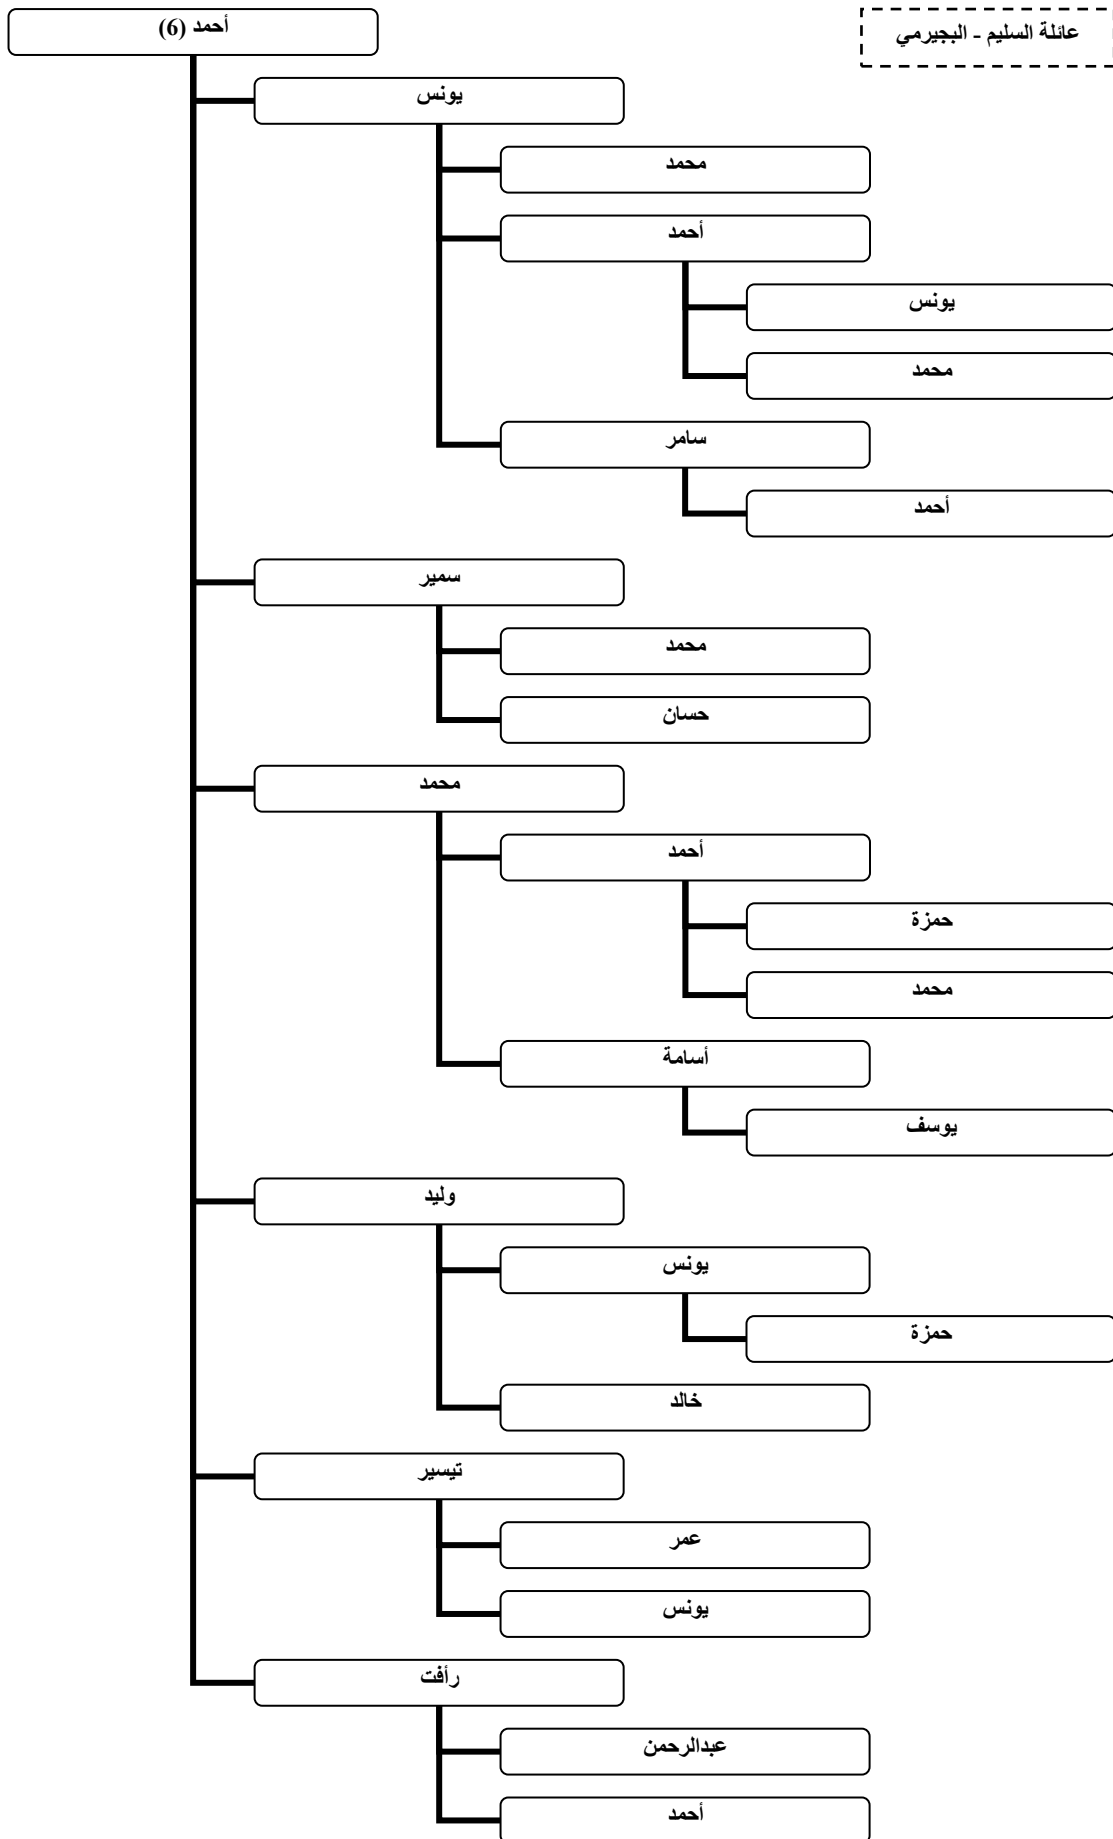 عائلة السليم - البجيرمي
أحمد (6)
يونس
محمد
أحمد
يونس
محمد
سامر
أحمد
سمير
محمد
حسان
محمد
أحمد
حمزة
محمد
أسامة
يوسف
وليد
يونس
حمزة
خالد
تيسير
عمر
يونس
رأفت
عبدالرحمن
أحمد